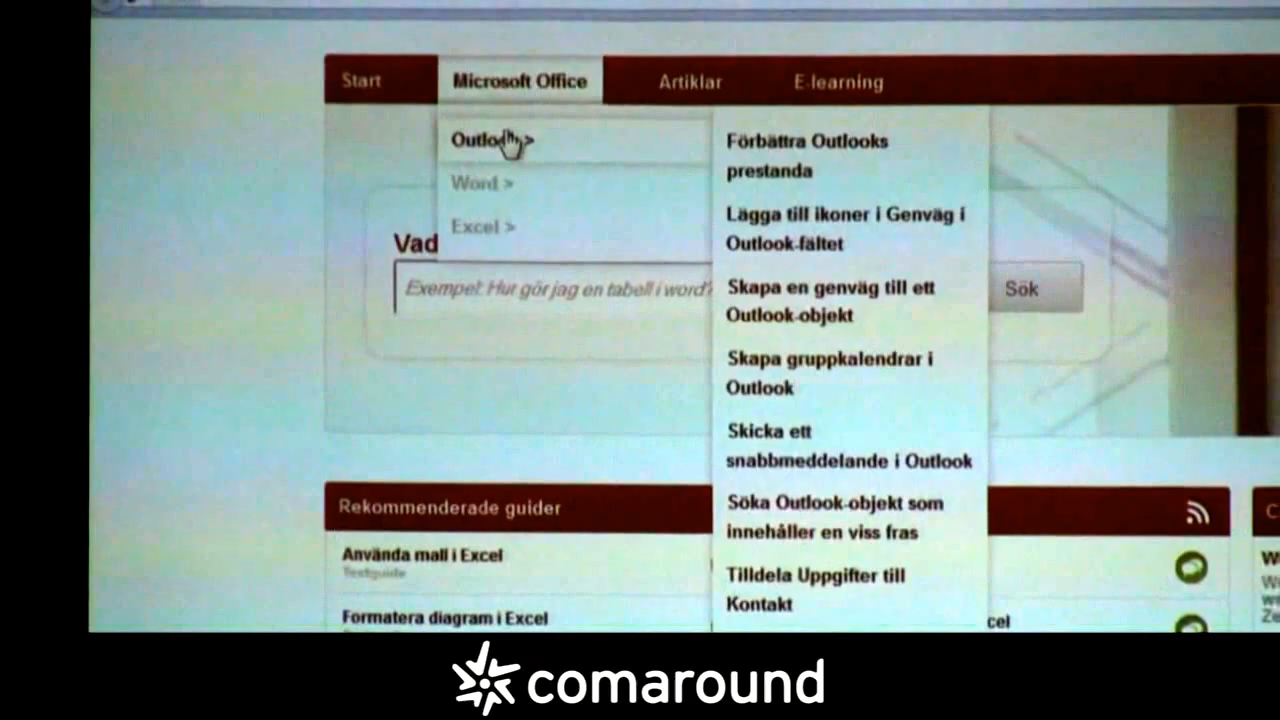 Start
Microsoft Office
Artiklar
E-learning
Outlook >
Word >
Excel >
Vad
Exempel: Hur gör jag en tabell i word?
Sök
Förbättra Outlooks
prestanda
Lägga till ikoner i Genväg i
Outlook-fältet
Skapa en genväg till ett
Outlook-objekt
Skapa gruppkalendrar i
Outlook
Skicka ett
snabbmeddelande i Outlook
Söka Outlook-objekt som
innehåller en viss fras
Tilldela Uppgifter till
Kontakt
Rekommenderade guider
Använda mall i Excel
Testguide
Formatera diagram i Excel
cel
comaround